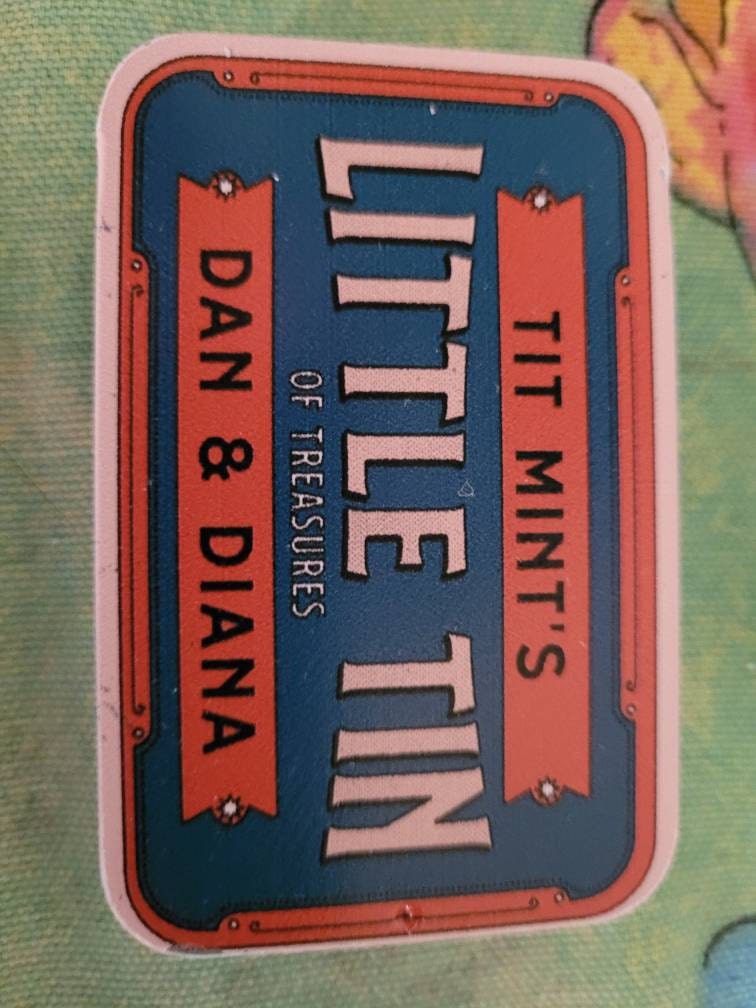 TIT MINT'S
LITTLE TIN
OF TREASURES
DAN & DIANA